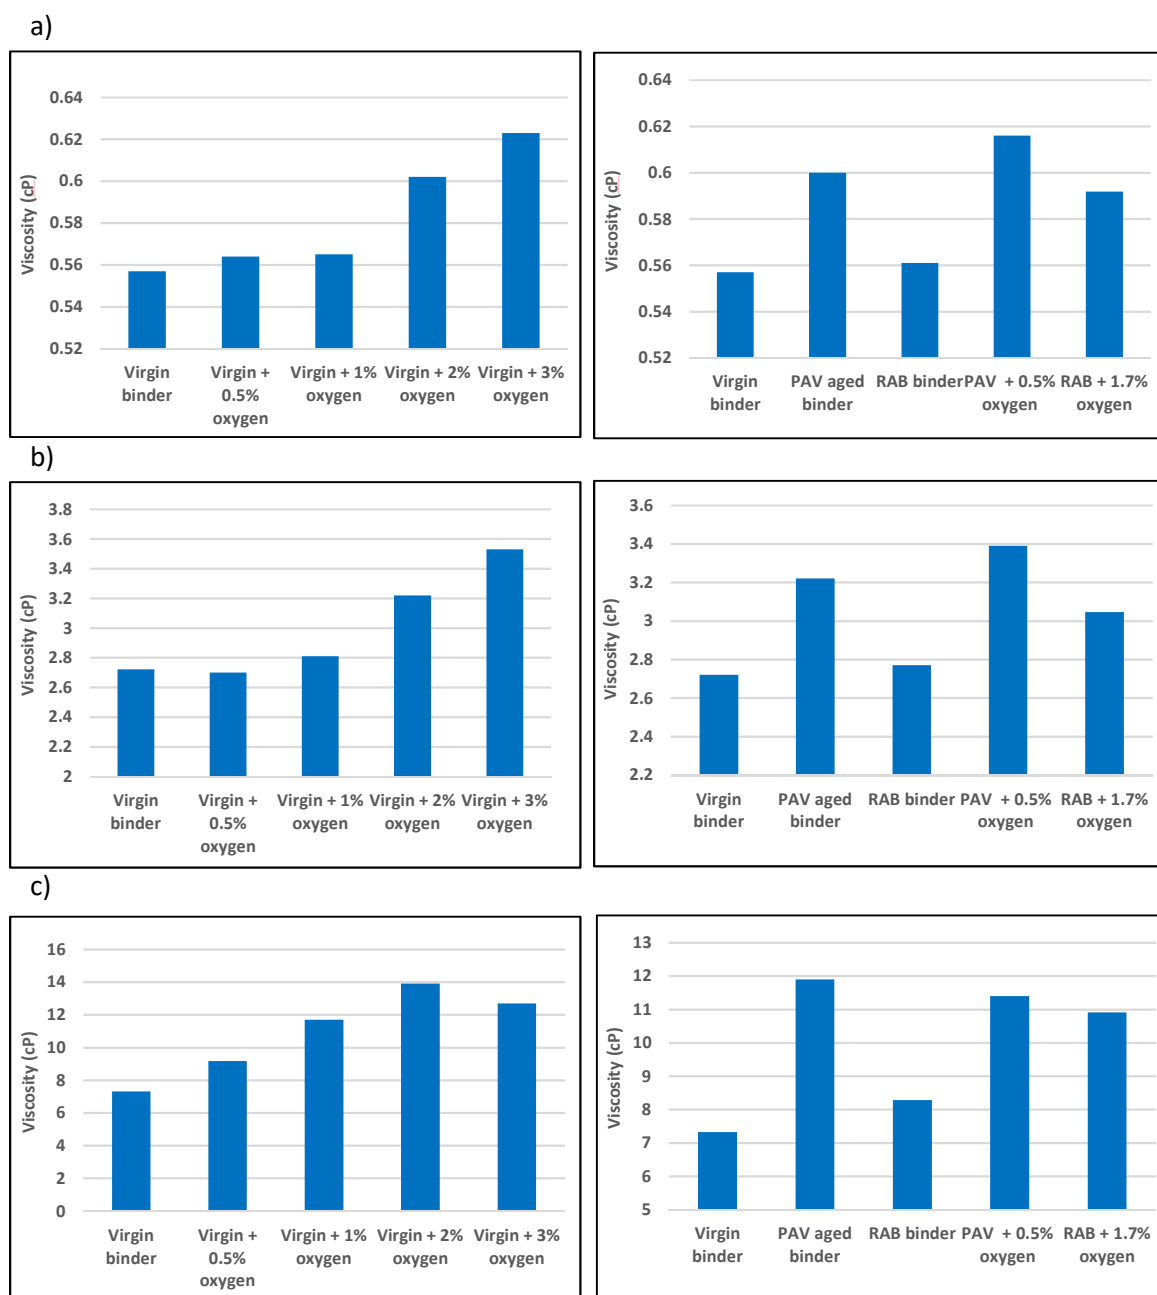 a)
0.64
0.62
0.6
0.58
0.56
0.54
0.52
Viscosity (cP)
Virgin binder
Virgin + 0.5% oxygen
Virgin + 1% oxygen
Virgin + 2% oxygen
Virgin + 3% oxygen
0.64
0.62
0.6
0.58
0.56
0.54
0.52
Viscosity (cP)
Virgin binder
PAV aged binder
RAB binder
PAV + 0.5% oxygen
RAB + 1.7% oxygen
b)
3.8
3.6
3.4
3.2
3
2.8
2.6
2.4
2.2
2
Viscosity (cP)
Virgin binder
Virgin + 0.5% oxygen
Virgin + 1% oxygen
Virgin + 2% oxygen
Virgin + 3% oxygen
3.6
3.4
3.2
3
2.8
2.6
2.4
2.2
Viscosity (cP)
Virgin binder
PAV aged binder
RAB binder
PAV + 0.5% oxygen
RAB + 1.7% oxygen
c)
16
14
12
10
8
6
4
2
0
Viscosity (cP)
Virgin binder
Virgin + 0.5% oxygen
Virgin + 1% oxygen
Virgin + 2% oxygen
Virgin + 3% oxygen
13
12
11
10
9
8
7
6
5
Viscosity (cP)
Virgin binder
PAV aged binder
RAB binder
PAV + 0.5% oxygen
RAB + 1.7% oxygen